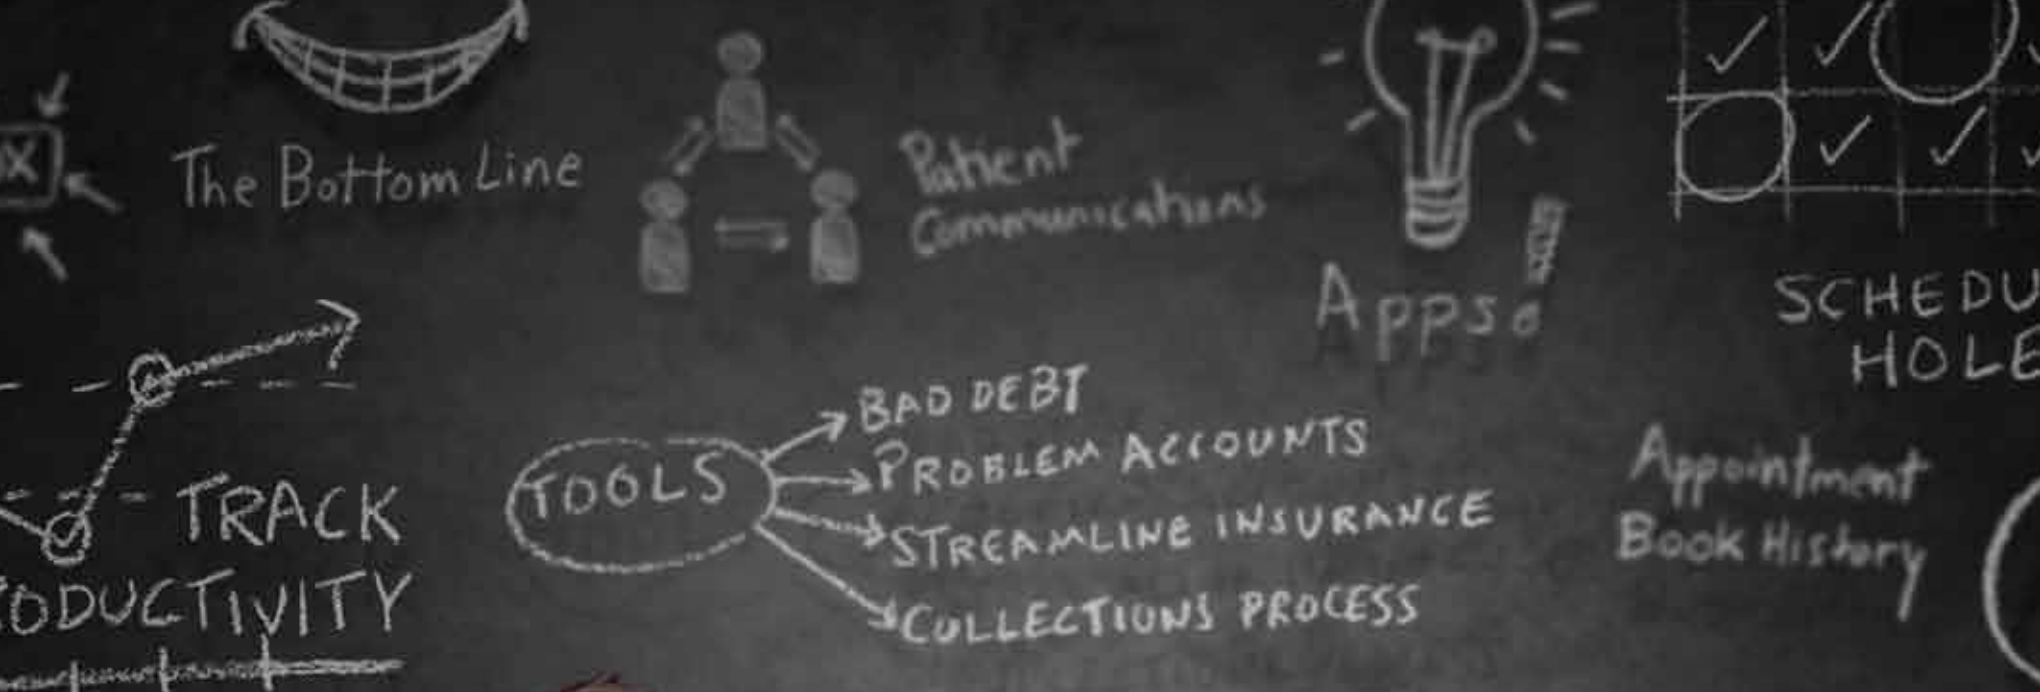 The Bottom Line
Patient
Communications
Apps!
SCHEDU
HOLE
TRACK
ODUCTIVITY
TOOLS
BAD DEBT
PROBLEM ACCOUNTS
STREAMLINE INSURANCE
COLLECTIONS PROCESS
Appointment
Book History